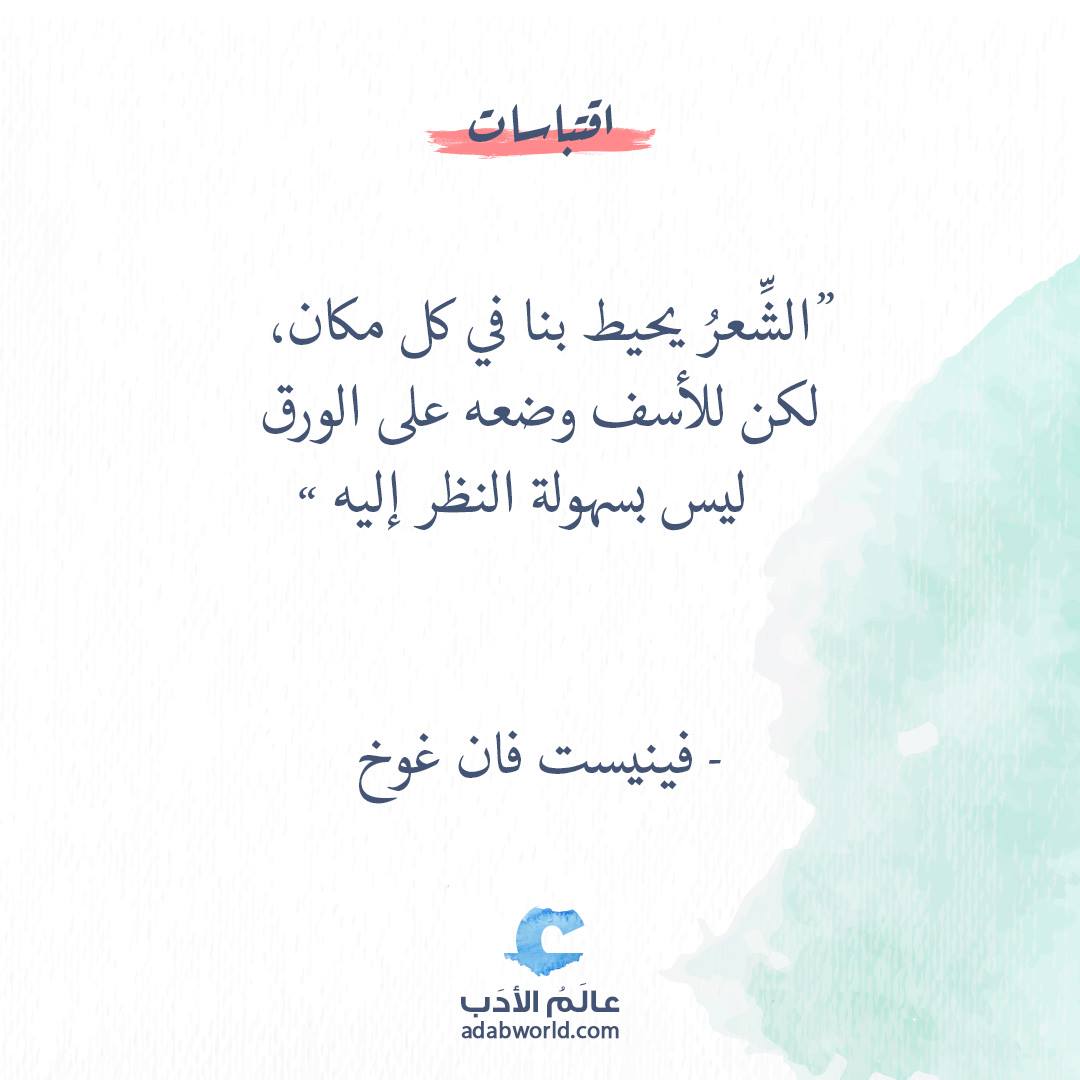 اقتباسات
”الشِّعرُ يحيط بنا في كل مكان،
لكن للأسف وضعه على الورق
ليس بسهولة النظر إليه “
- فينيست فان غوخ
عالَمُ الأدَب
adabworld.com